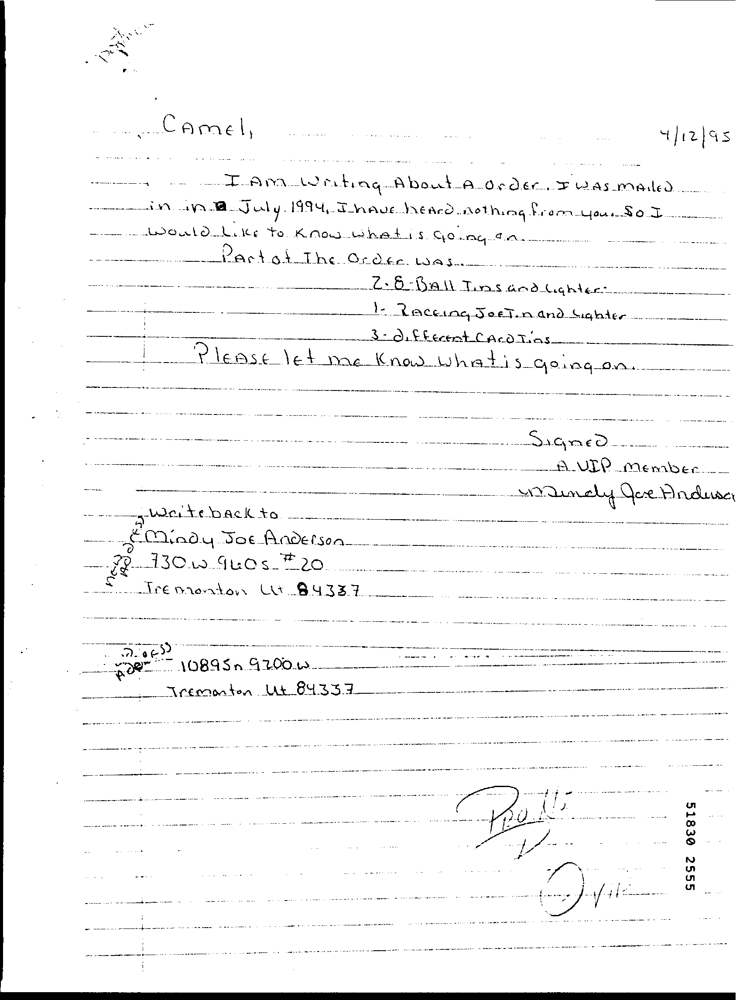 Camel,
4/12/95
I Am Writing About A Order. I WAS mAiled
in in July 1994. I hAve heArd nothing from you. So I
Would Like to Know what is Going on.
Part of The Order WAS.
2-8-Ball Tins and Lighter.
1- Raceing Joe Tin and Lighter
3-different CArd Tins
PleAse let me Know whAt is going on.
Signed
A VIP member
Mindy Joe Anderson
Write back to
Mindy Joe Anderson
730 W 960 S #20
Tremonton Ut 84337
10895 n 9200 w
Tremonton Ut 84337
51830 2555